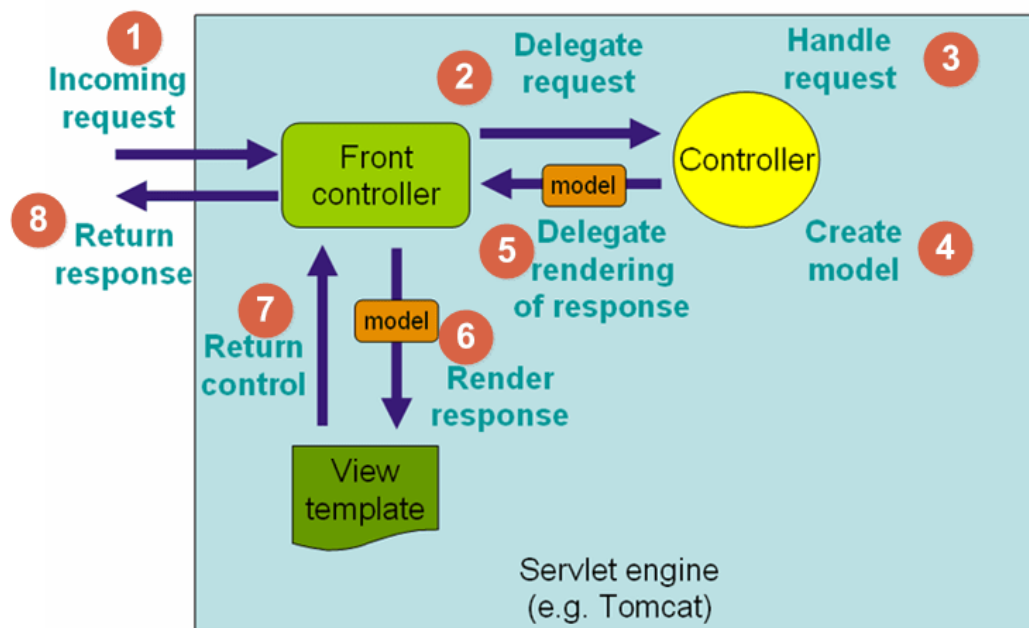 1
Incoming
request
2
Delegate
request
Handle
request
3
Front
controller
Controller
model
8
Return
response
5
Delegate
rendering
of response
Create
model
4
7
Return
control
model
6
Render
response
View
template
Servlet engine
(e.g. Tomcat)